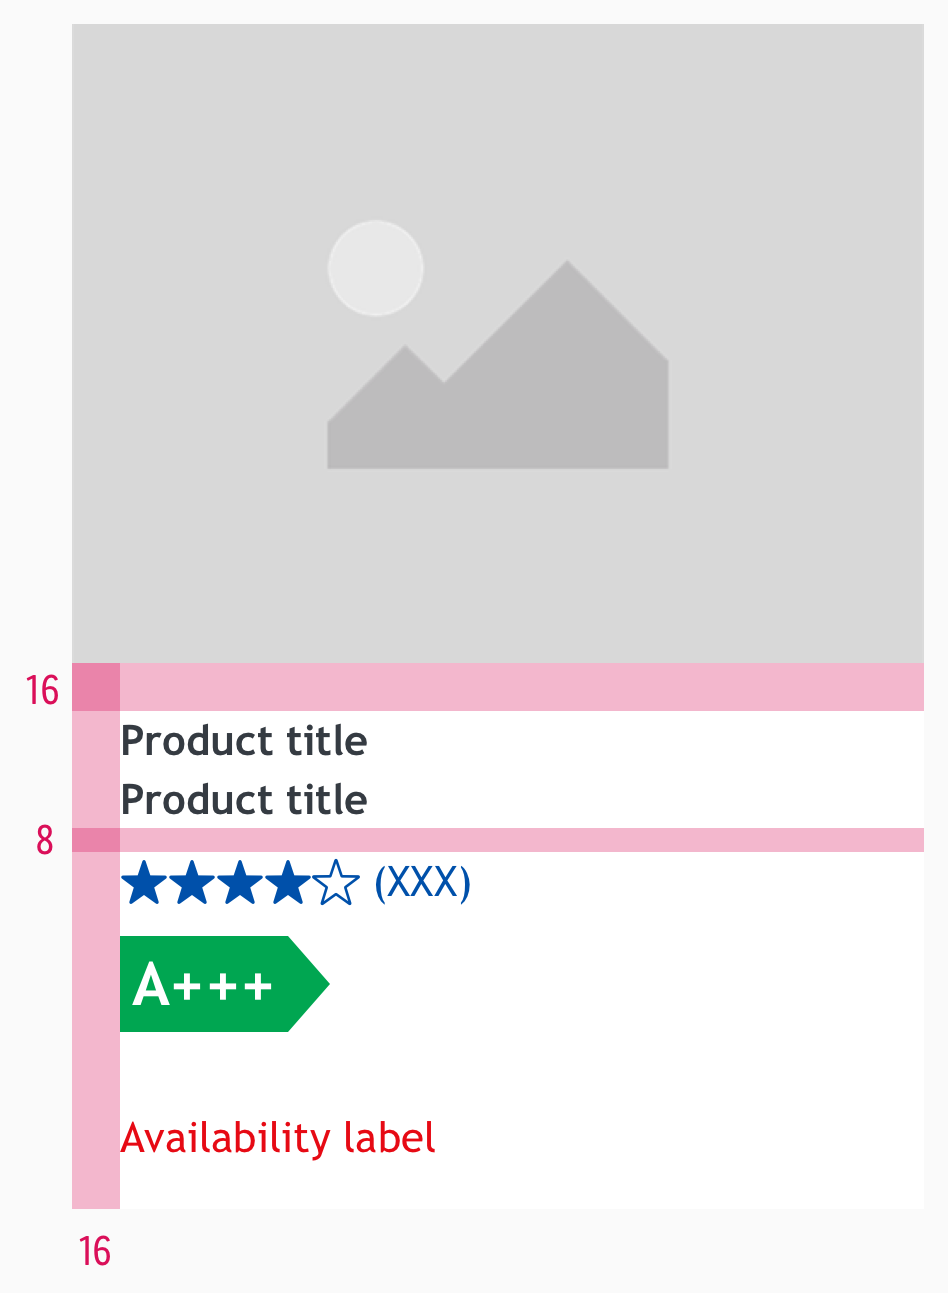 16
Product title
Product title
8
(XXX)
A+++
Availability label
16